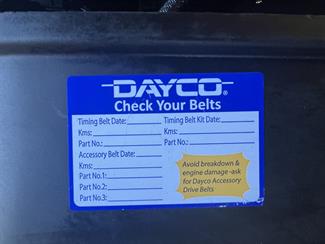 DAYCO®
Check Your Belts
Timing Belt Date: Timing Belt Kit Date:
Kms: Kms:
Part No.: Part No.:
Accessory Belt Date:
Kms:
Part No.1:
Part No.2:
Part No.3:
Avoid breakdown &
engine damage -ask
for Dayco Accessory
Drive Belts